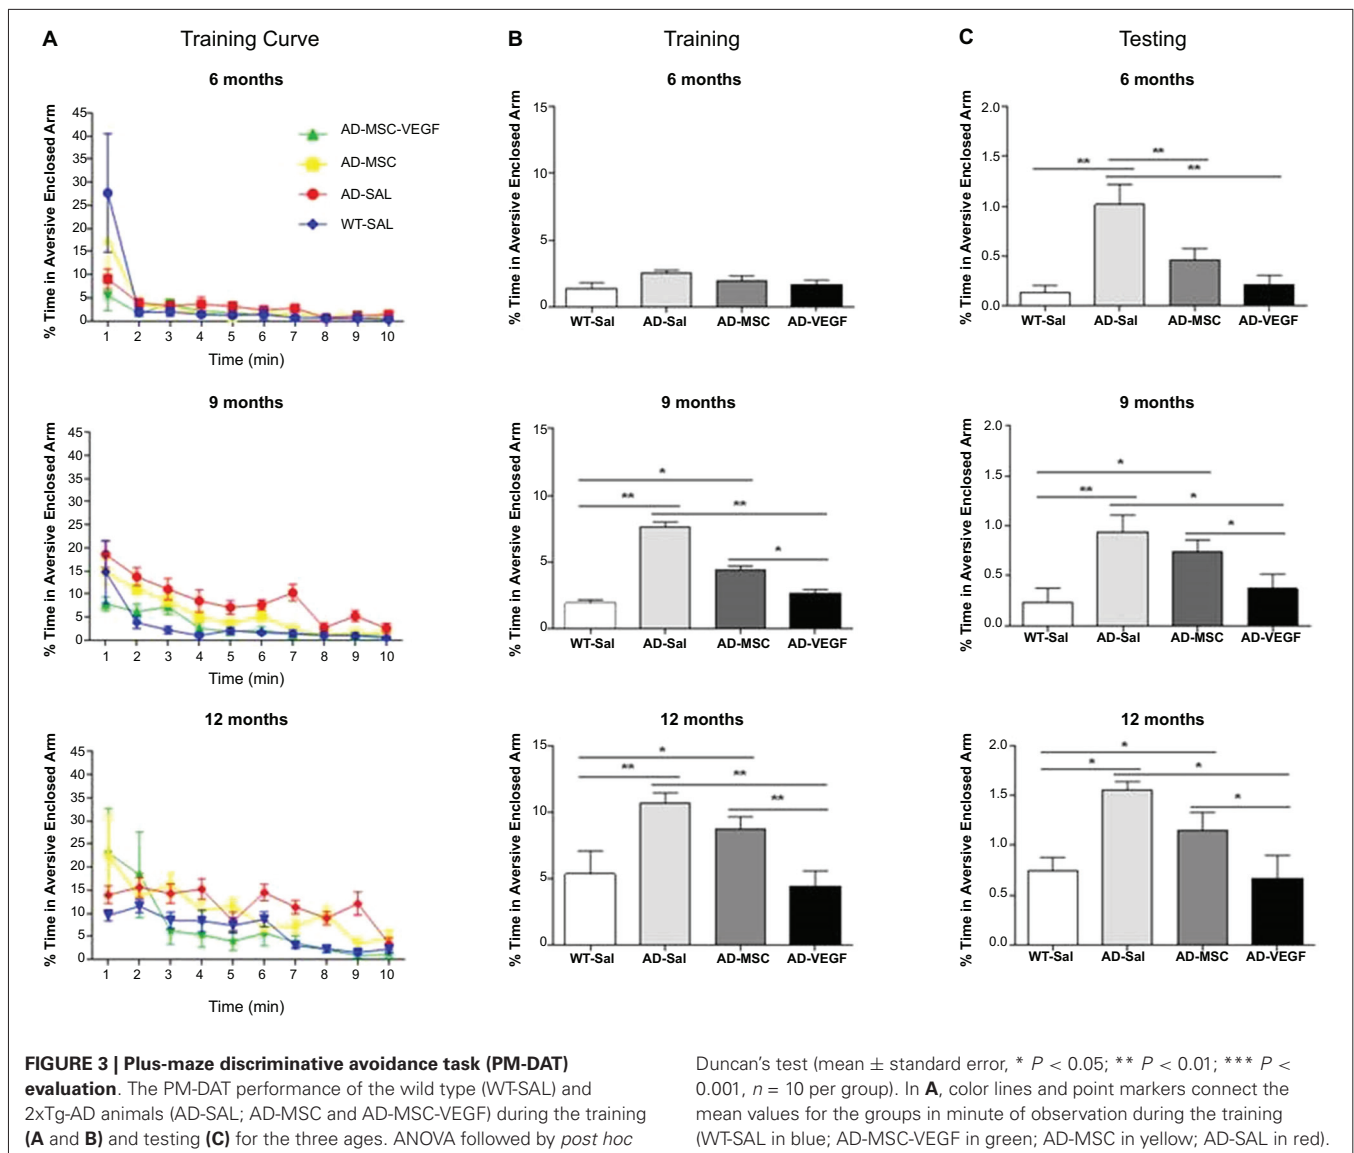 A Training Curve
6 months
% Time in Aversive Enclosed Arm
45
40
35
30
25
20
15
10
5
0
AD-MSC-VEGF
AD-MSC
AD-SAL
WT-SAL
1 2 3 4 5 6 7 8 9 10
Time (min)
9 months
% Time in Aversive Enclosed Arm
45
40
35
30
25
20
15
10
5
0
1 2 3 4 5 6 7 8 9 10
Time (min)
12 months
% Time in Aversive Enclosed Arm
45
40
35
30
25
20
15
10
5
0
1 2 3 4 5 6 7 8 9 10
Time (min)
B Training
6 months
% Time in Aversive Enclosed Arm
15
10
5
0
WT-Sal AD-Sal AD-MSC AD-VEGF
9 months
% Time in Aversive Enclosed Arm
15
10
5
0
*
**
**
*
WT-Sal AD-Sal AD-MSC AD-VEGF
12 months
% Time in Aversive Enclosed Arm
15
10
5
0
*
**
**
**
WT-Sal AD-Sal AD-MSC AD-VEGF
C Testing
6 months
% Time in Aversive Enclosed Arm
2.0
1.5
1.0
0.5
0.0
**
**
**
WT-Sal AD-Sal AD-MSC AD-VEGF
9 months
% Time in Aversive Enclosed Arm
2.0
1.5
1.0
0.5
0.0
*
**
*
*
WT-Sal AD-Sal AD-MSC AD-VEGF
12 months
% Time in Aversive Enclosed Arm
2.0
1.5
1.0
0.5
0.0
*
*
*
*
WT-Sal AD-Sal AD-MSC AD-VEGF
FIGURE 3 | Plus-maze discriminative avoidance task (PM-DAT)
evaluation. The PM-DAT performance of the wild type (WT-SAL) and
2xTg-AD animals (AD-SAL; AD-MSC and AD-MSC-VEGF) during the training
(A and B) and testing (C) for the three ages. ANOVA followed by post hoc
Duncan's test (mean ± standard error, * P < 0.05; ** P < 0.01; *** P <
0.001, n = 10 per group). In A, color lines and point markers connect the
mean values for the groups in minute of observation during the training
(WT-SAL in blue; AD-MSC-VEGF in green; AD-MSC in yellow; AD-SAL in red).